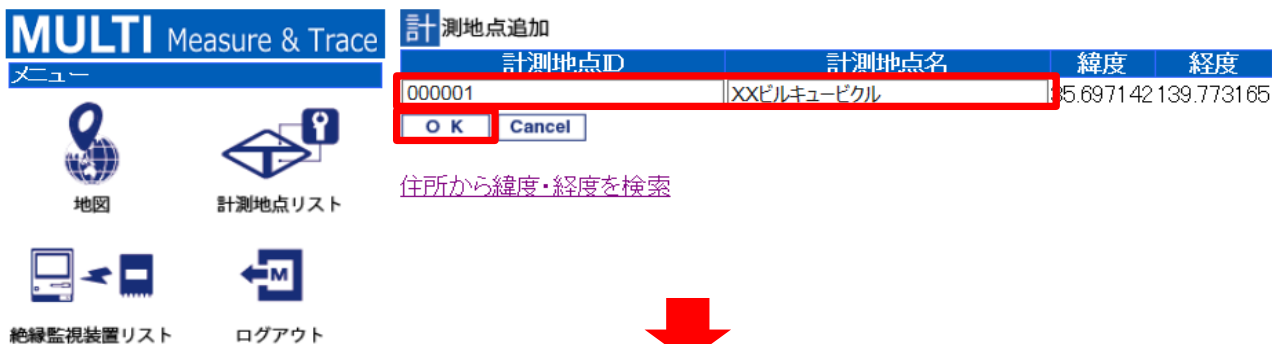 MULTI Measure & Trace
メニュー
地図
計測地点リスト
絶縁監視装置リスト
ログアウト
計測地点追加
計測地点ID 計測地点名 緯度 経度
000001 XXビルキュービクル 35.697142 139.773165
O K Cancel
住所から緯度・経度を検索